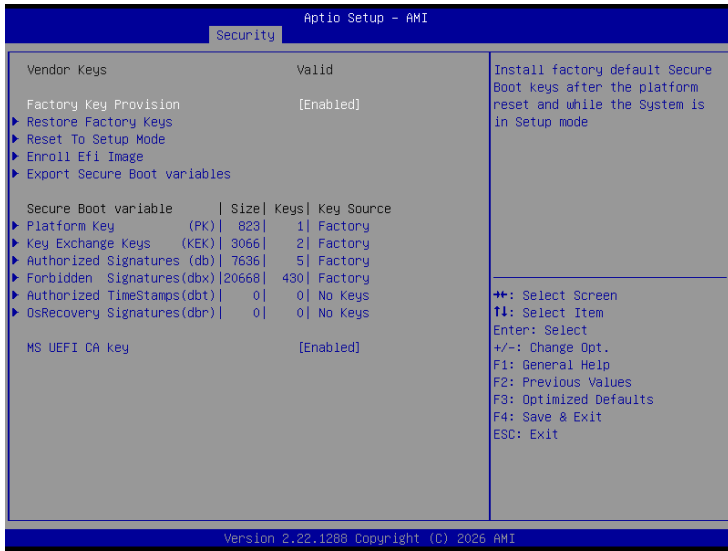 Aptio Setup – AMI
Security
Vendor Keys Valid
Factory Key Provision [Enabled]
Restore Factory Keys
Reset To Setup Mode
Enroll Efi Image
Export Secure Boot variables
Secure Boot variable | Size| Keys| Key Source
Platform Key (PK)| 823| 1| Factory
Key Exchange Keys (KEK)| 3066| 2| Factory
Authorized Signatures (db)| 7636| 5| Factory
Forbidden Signatures(dbx)|20668| 430| Factory
Authorized TimeStamps(dbt)| 0| 0| No Keys
OsRecovery Signatures(dbr)| 0| 0| No Keys
MS UEFI CA key [Enabled]
Install factory default Secure
Boot keys after the platform
reset and while the System is
in Setup mode
→←: Select Screen
↑↓: Select Item
Enter: Select
+/-: Change Opt.
F1: General Help
F2: Previous Values
F3: Optimized Defaults
F4: Save & Exit
ESC: Exit
Version 2.22.1288 Copyright (C) 2026 AMI